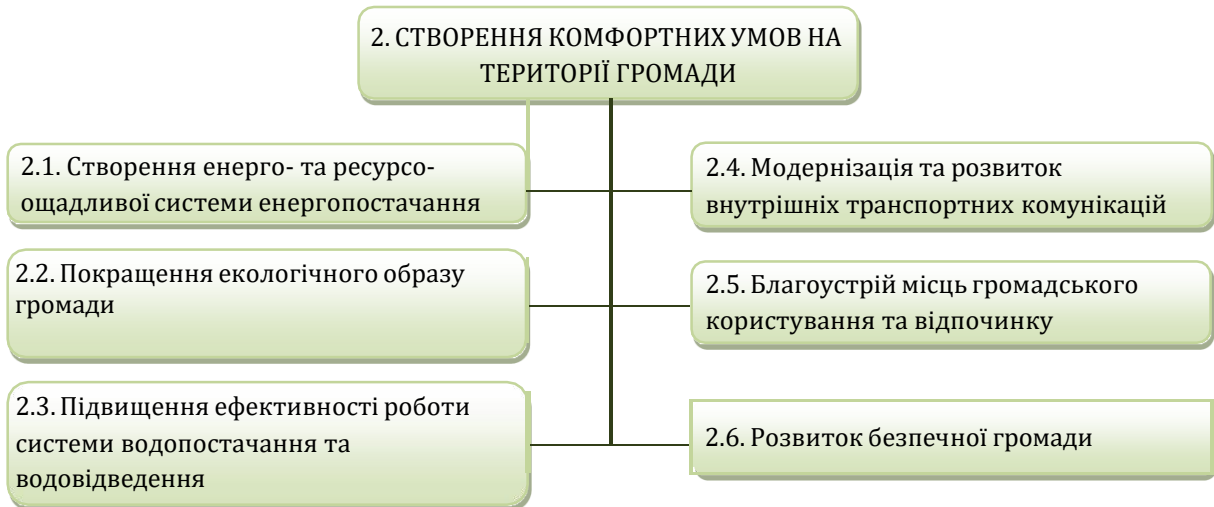 2. СТВОРЕННЯ КОМФОРТНИХ УМОВ НА
ТЕРИТОРІЇ ГРОМАДИ
2.1. Створення енерго- та ресурсо-
ощадливої системи енергопостачання
2.2. Покращення екологічного образу
громади
2.3. Підвищення ефективності роботи
системи водопостачання та
водовідведення
2.4. Модернізація та розвиток
внутрішніх транспортних комунікацій
2.5. Благоустрій місць громадського
користування та відпочинку
2.6. Розвиток безпечної громади